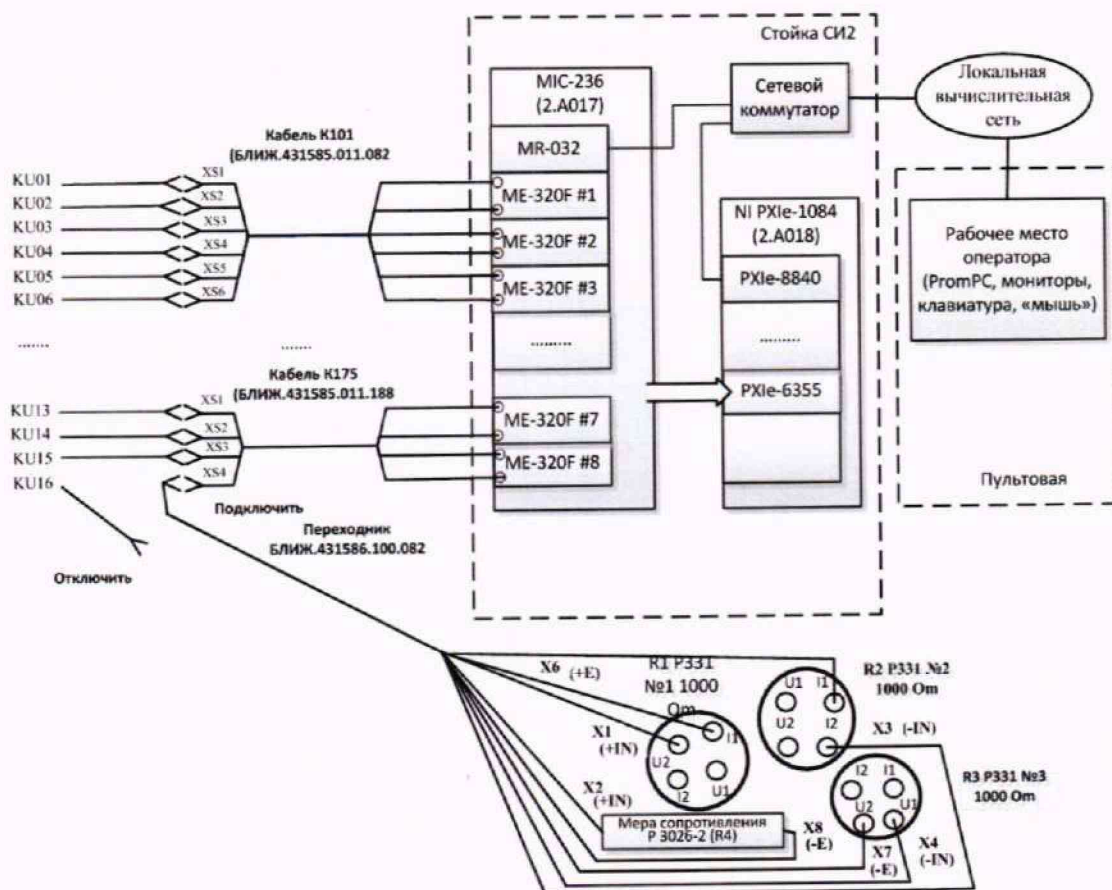 Стойка СИ2
MIC-236
(2.А017)
MR-032
ME-320F #1
ME-320F #2
ME-320F #3
.........
ME-320F #7
ME-320F #8
Сетевой
коммутатор
Локальная
вычислительная
сеть
NI PXIe-1084
(2.А018)
PXIe-8840
.........
PXIe-6355
Рабочее место
оператора
(PromPC, мониторы,
клавиатура, «мышь»)
Пультовая
Кабель К101
(БЛИЖ.431585.011.082
KU01
XS1
KU02
XS2
KU03
XS3
KU04
XS4
KU05
XS5
KU06
XS6
.......
.......
Кабель К175
(БЛИЖ.431585.011.188
KU13
XS1
KU14
XS2
KU15
XS3
KU16
XS4
Подключить
Переходник
БЛИЖ.431586.100.082
Отключить
X6
(+E)
R1 P331
№1 1000
Om
X1
(+IN)
I1
U2
I2
U1
R2 P331 №2
1000 Om
U1
I1
U2
I2
X3 (-IN)
R3 P331 №3
1000 Om
I2
I1
U2
U1
X2
(+IN)
Мера сопротивления
Р 3026-2 (R4)
X8
(-E)
X7
(-E)
X4
(-IN)